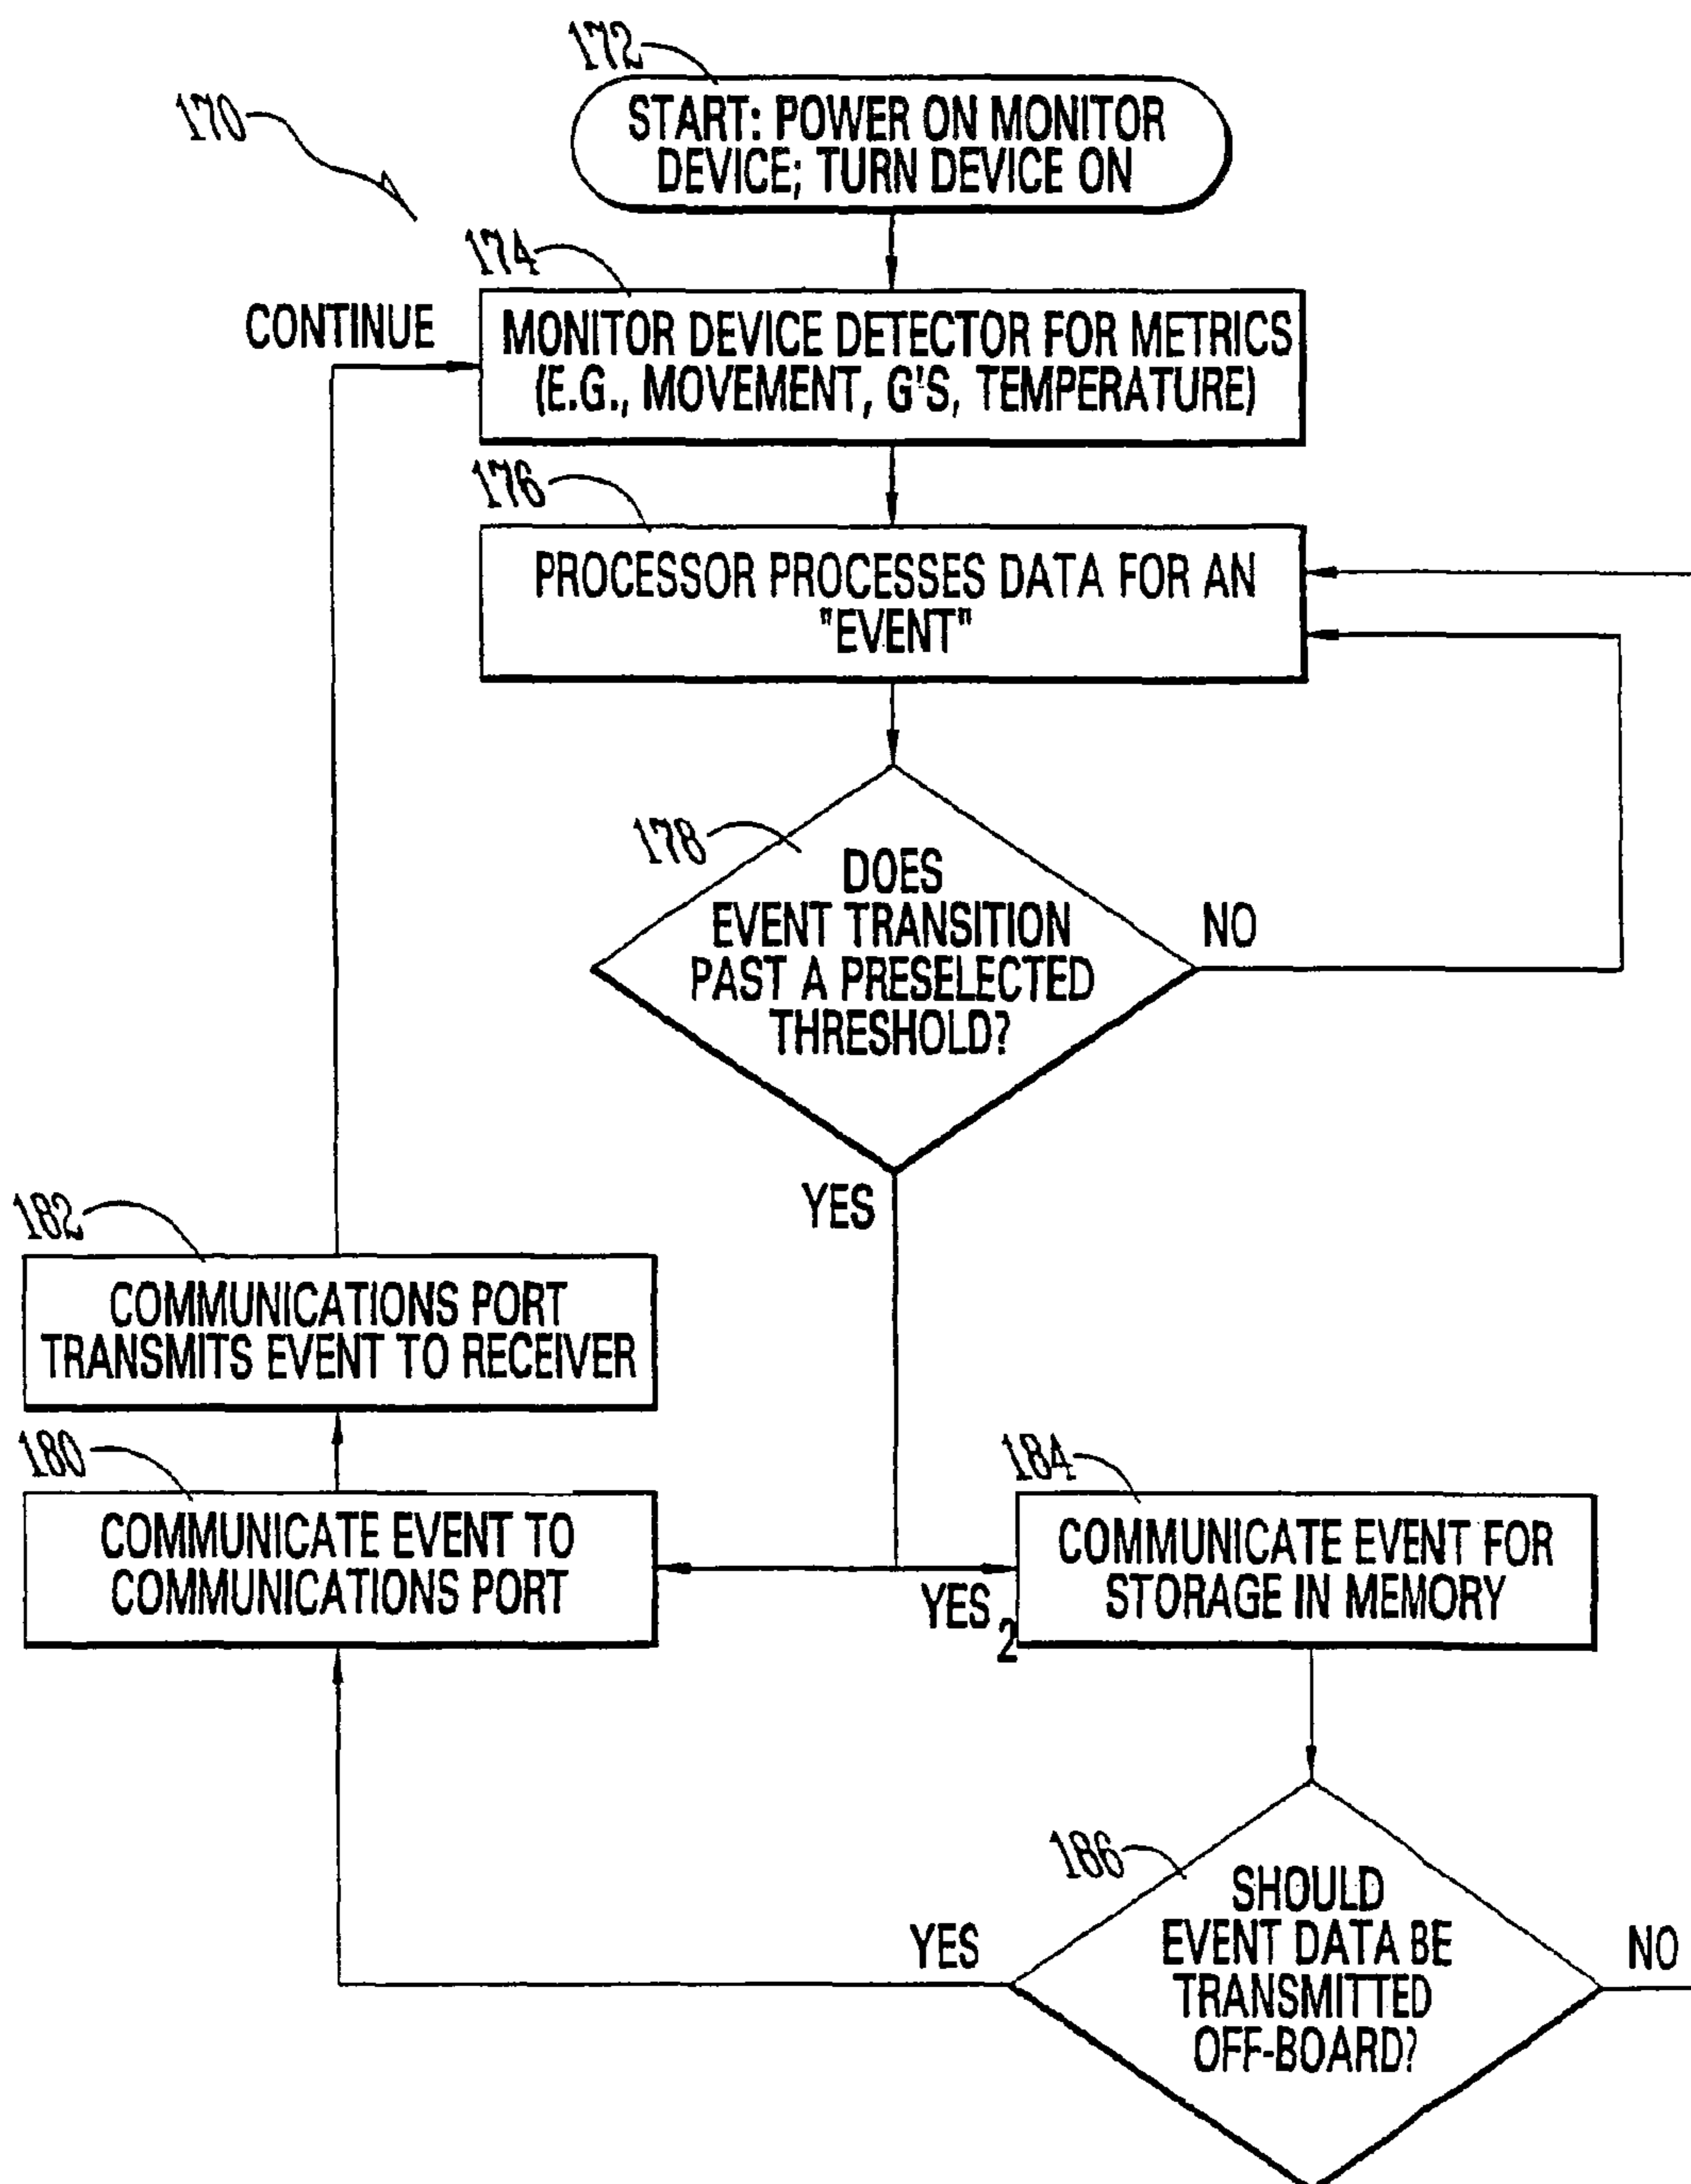 172
170
START: POWER ON MONITOR
DEVICE; TURN DEVICE ON
174
CONTINUE
MONITOR DEVICE DETECTOR FOR METRICS
(E.G., MOVEMENT, G'S, TEMPERATURE)
176
PROCESSOR PROCESSES DATA FOR AN
"EVENT"
178
DOES
EVENT TRANSITION
PAST A PRESELECTED
THRESHOLD?
NO
YES
182
COMMUNICATIONS PORT
TRANSMITS EVENT TO RECEIVER
180
COMMUNICATE EVENT TO
COMMUNICATIONS PORT
YES 2
184
COMMUNICATE EVENT FOR
STORAGE IN MEMORY
186
SHOULD
EVENT DATA BE
TRANSMITTED
OFF-BOARD?
YES
NO